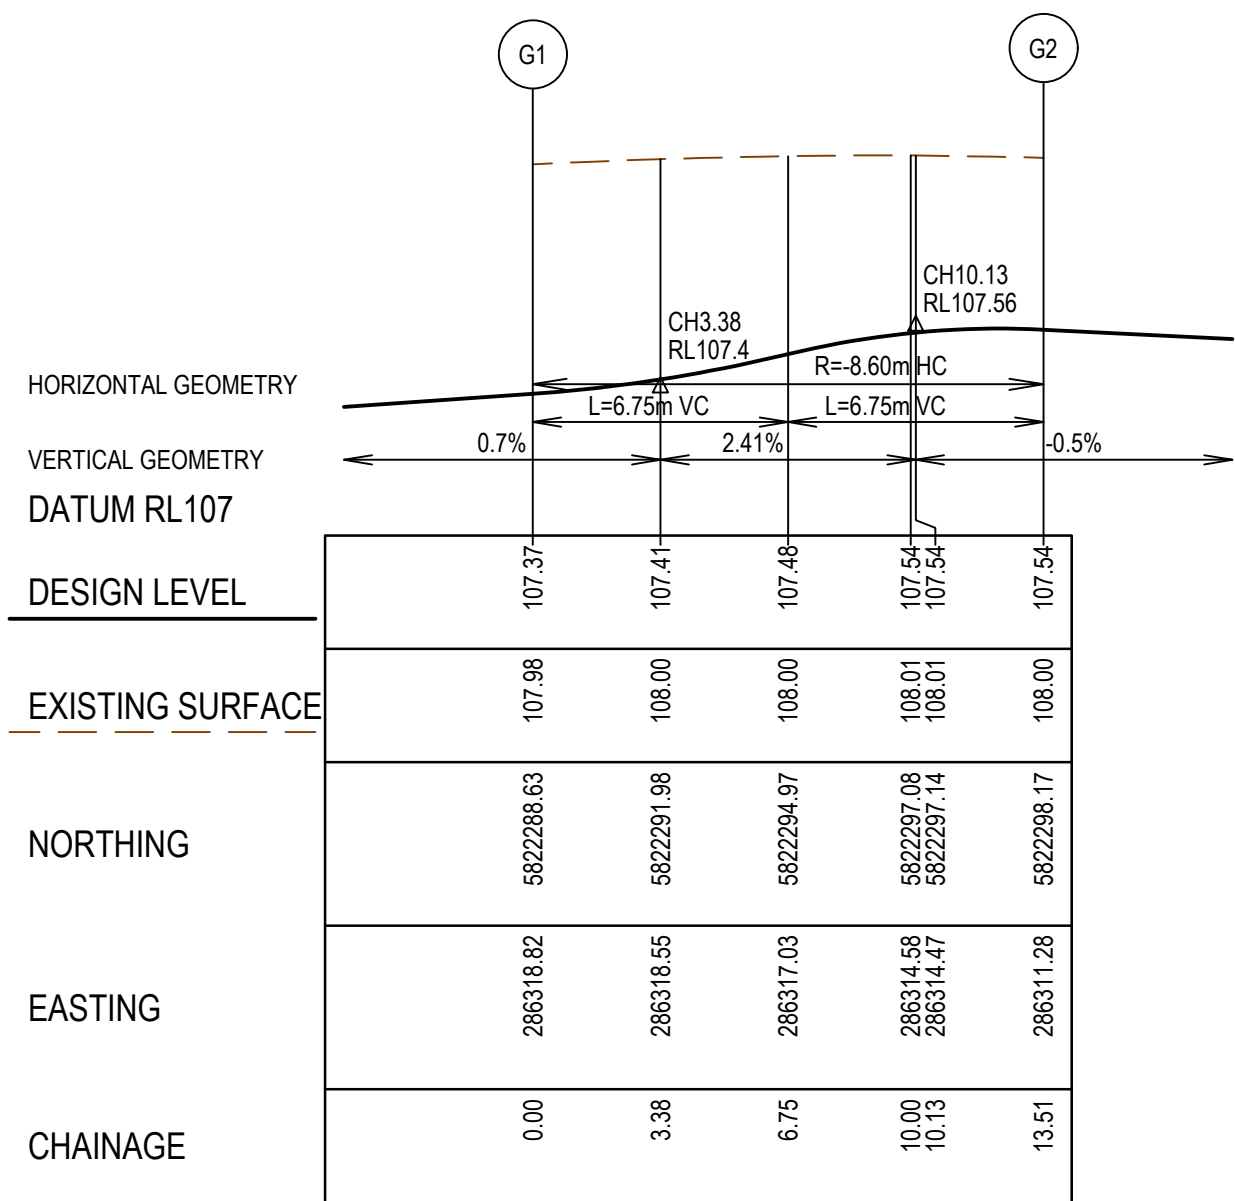 G1
G2
CH10.13
RL107.56
CH3.38
RL107.4
HORIZONTAL GEOMETRY
R=-8.60m HC
L=6.75m VC
L=6.75m VC
VERTICAL GEOMETRY
0.7%
2.41%
-0.5%
DATUM RL107
DESIGN LEVEL
107.37
107.41
107.48
107.54
107.54
107.54
EXISTING SURFACE
107.98
108.00
108.00
108.01
108.01
108.00
NORTHING
5822288.63
5822291.98
5822294.97
5822297.08
5822297.14
5822298.17
EASTING
286318.82
286318.55
286317.03
286314.58
286314.47
286311.28
CHAINAGE
0.00
3.38
6.75
10.00
10.13
13.51